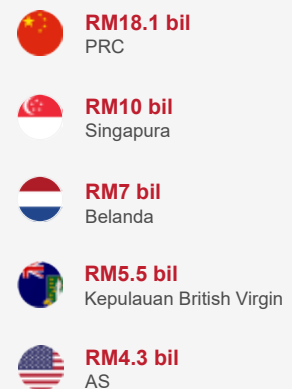 RM18.1 bil
PRC
RM10 bil
Singapura
RM7 bil
Belanda
RM5.5 bil
Kepulauan British Virgin
RM4.3 bil
AS